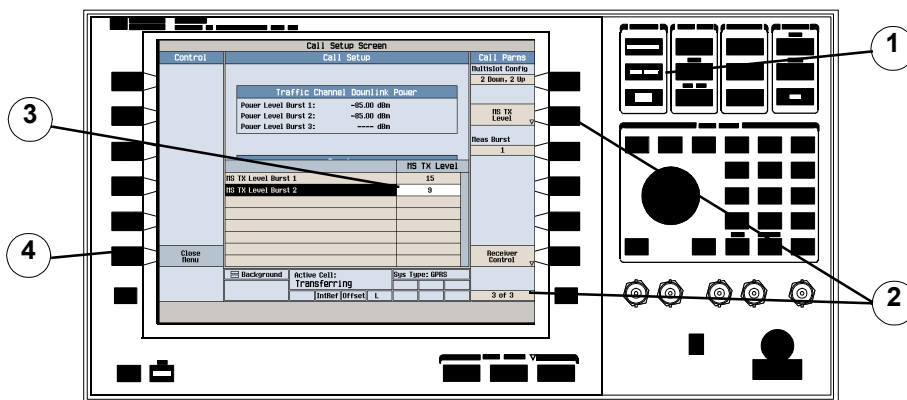 Call Setup Screen
Control
Call Setup
Call Parms
Multislot Config
2 Down, 2 Up
Traffic Channel Downlink Power
Power Level Burst 1: -85.00 dBm
Power Level Burst 2: -85.00 dBm
Power Level Burst 3: ---- dBm
MS TX
Level
Meas Burst
1
MS TX Level
MS TX Level Burst 1 15
MS TX Level Burst 2 9
Close
Menu
Receiver
Control
Background
Active Cell:
Transferring
Sys Type: GPRS
IntRef Offset L
3 of 3
1
2
3
4